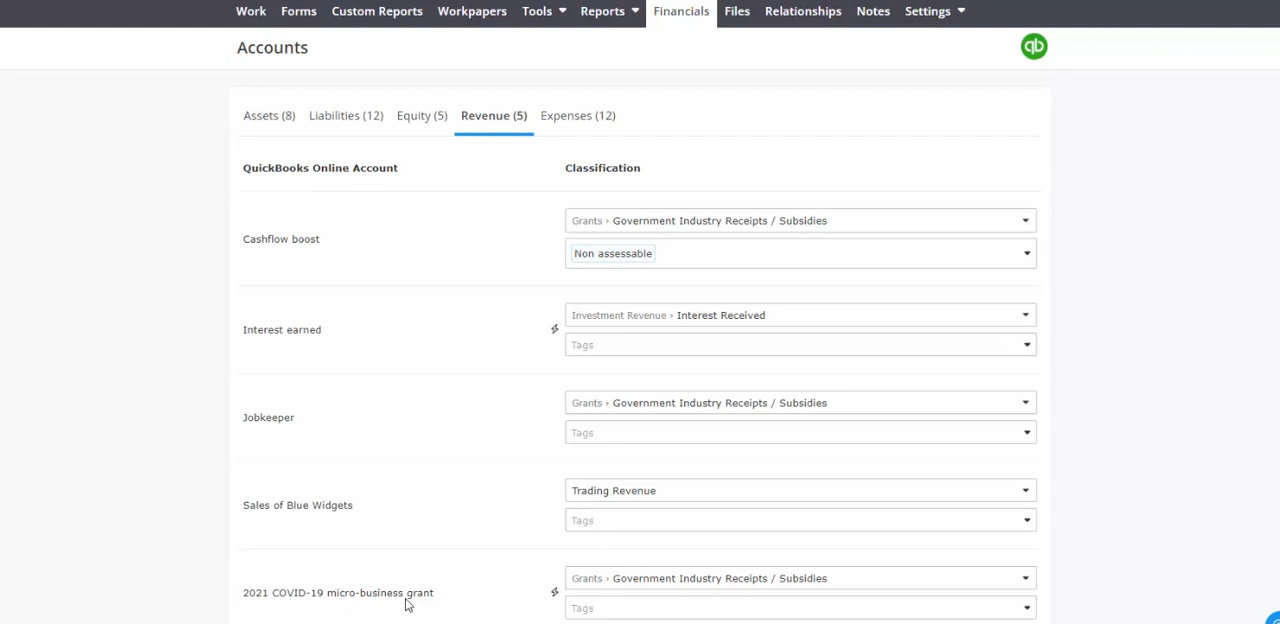 Work Forms Custom Reports Workpapers Tools Reports Financials Files Relationships Notes Settings
Accounts
qb
Assets (8) Liabilities (12) Equity (5) Revenue (5) Expenses (12)
QuickBooks Online Account Classification
Grants › Government Industry Receipts / Subsidies
Cashflow boost
Non assessable
Investment Revenue › Interest Received
Interest earned
Tags
Grants › Government Industry Receipts / Subsidies
Jobkeeper
Tags
Trading Revenue
Sales of Blue Widgets
Tags
Grants › Government Industry Receipts / Subsidies
2021 COVID-19 micro-business grant
Tags